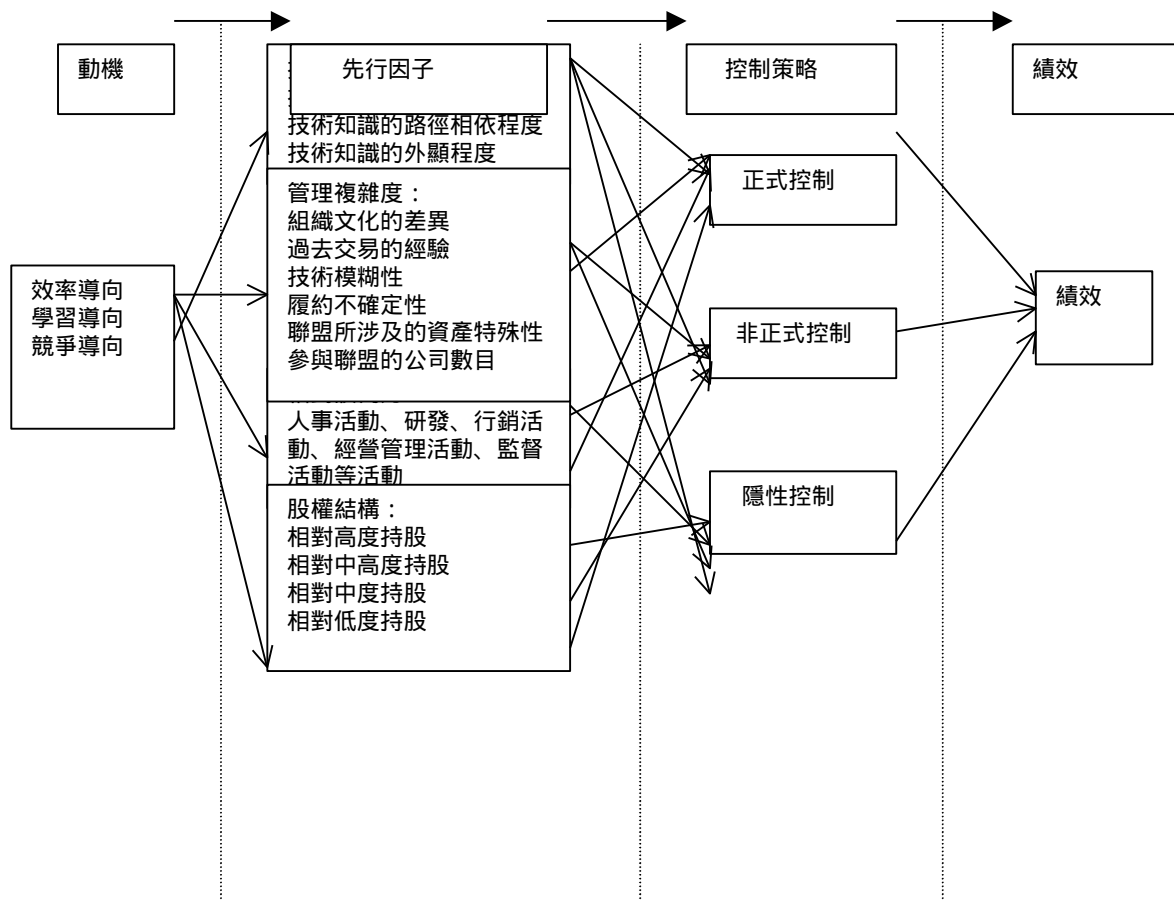 動機
先行因子
控制策略
績效
技術知識的路徑相依程度
技術知識的外顯程度
管理複雜度：
組織文化的差異
過去交易的經驗
技術模糊性
履約不確定性
聯盟所涉及的資產特殊性
參與聯盟的公司數目
人事活動、研發、行銷活
動、經營管理活動、監督
活動等活動
股權結構：
相對高度持股
相對中高度持股
相對中度持股
相對低度持股
效率導向
學習導向
競爭導向
正式控制
非正式控制
隱性控制
績效